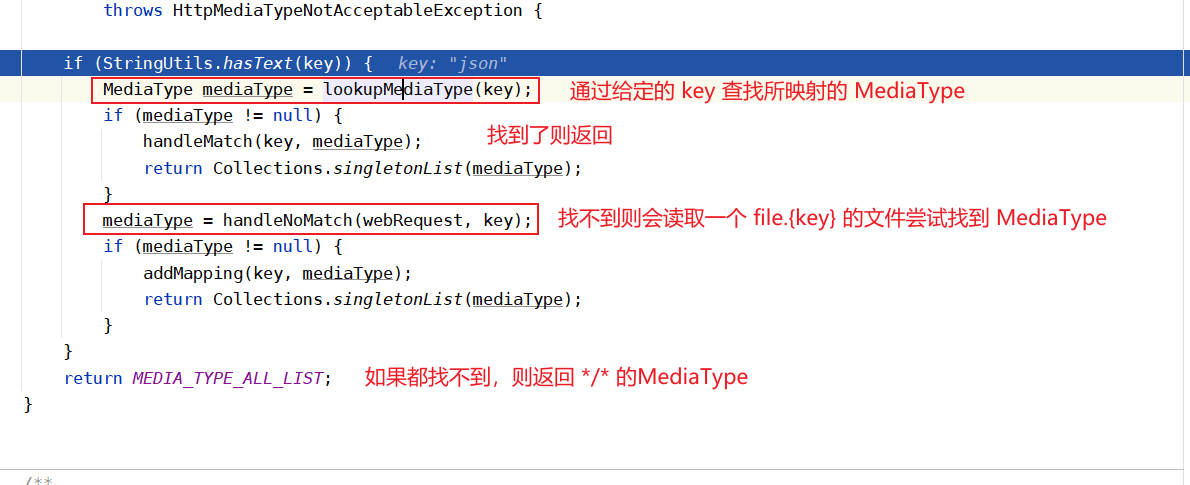 throws HttpMediaTypeNotAcceptableException {
if (StringUtils.hasText(key)) { key: "json"
MediaType mediaType = lookupMediaType(key); 通过给定的 key 查找所映射的 MediaType
if (mediaType != null) {
handleMatch(key, mediaType); 找到了则返回
return Collections.singletonList(mediaType);
}
mediaType = handleNoMatch(webRequest, key); 找不到则会读取一个 file.{key} 的文件尝试找到 MediaType
if (mediaType != null) {
addMapping(key, mediaType);
return Collections.singletonList(mediaType);
}
}
return MEDIA_TYPE_ALL_LIST; 如果都找不到，则返回 */* 的MediaType
}
/**